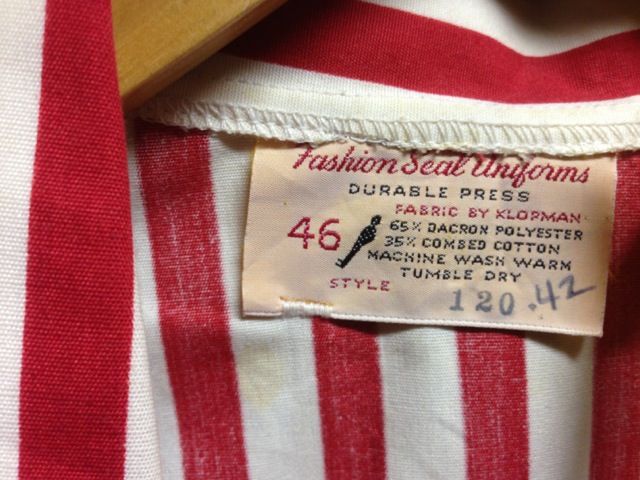 Fashion Seal Uniforms
DURABLE PRESS
FABRIC BY KLOPMAN
46
65% DACRON POLYESTER
35% COMBED COTTON
MACHINE WASH WARM
TUMBLE DRY
STYLE
120.42